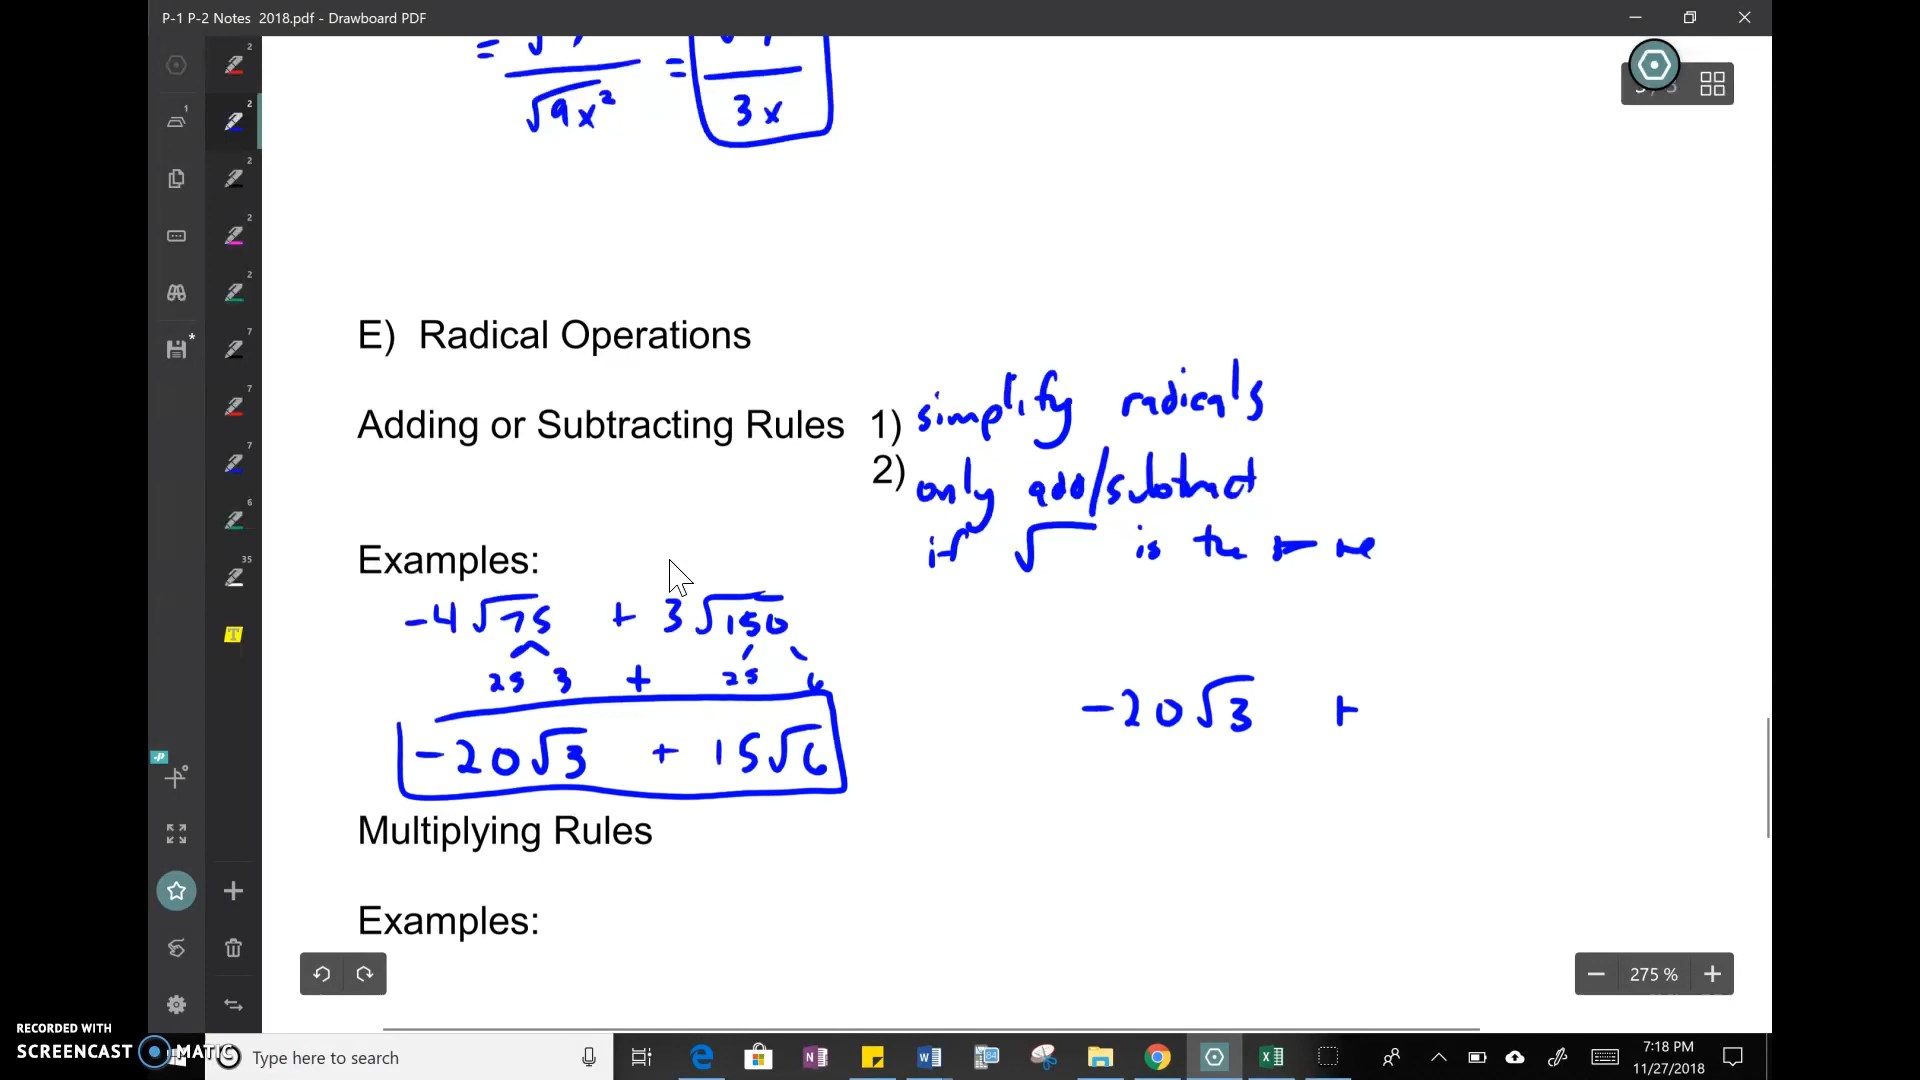 P-1 P-2 Notes 2018.pdf - Drawboard PDF
=
=
√9x²
3x
E) Radical Operations
Adding or Subtracting Rules 1) simplify radicals
2) only add/subtract
if √ is the
Examples:
-4√75 + 3√150
25 3 + 25 6
-20√3 + 15√6
-20√3 +
Multiplying Rules
Examples:
275 %
RECORDED WITH
SCREENCAST MATIC
Type here to search
7:18 PM
11/27/2018